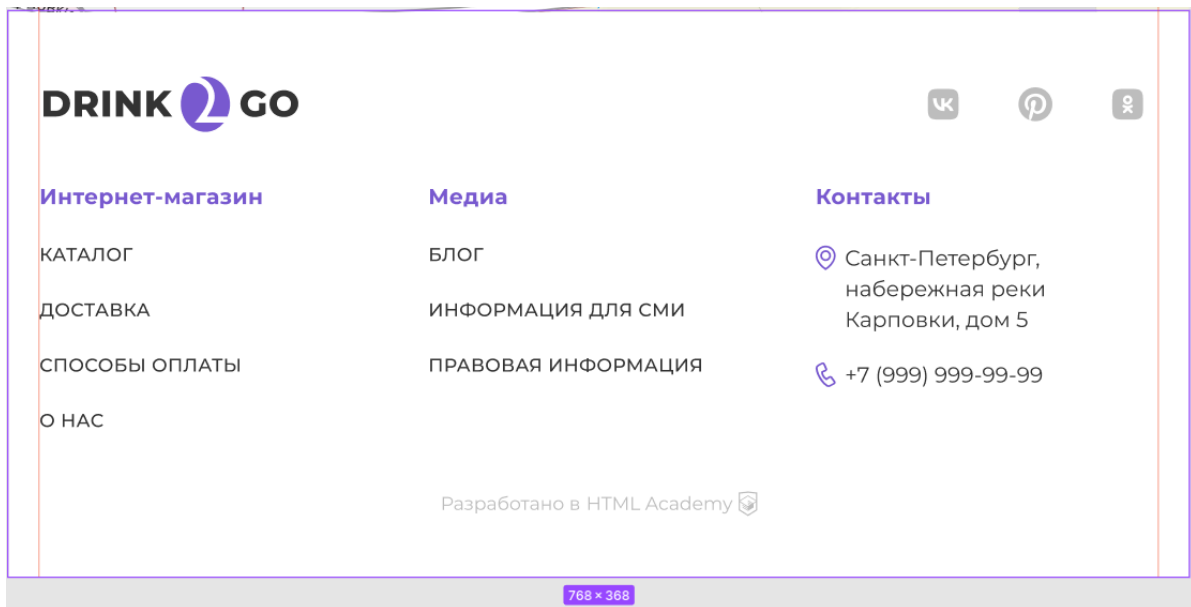 DRINK 2 GO
Интернет-магазин
КАТАЛОГ
ДОСТАВКА
СПОСОБЫ ОПЛАТЫ
О НАС
Медиа
БЛОГ
ИНФОРМАЦИЯ ДЛЯ СМИ
ПРАВОВАЯ ИНФОРМАЦИЯ
Контакты
Санкт-Петербург,
набережная реки
Карповки, дом 5
+7 (999) 999-99-99
Разработано в HTML Academy
768 × 368